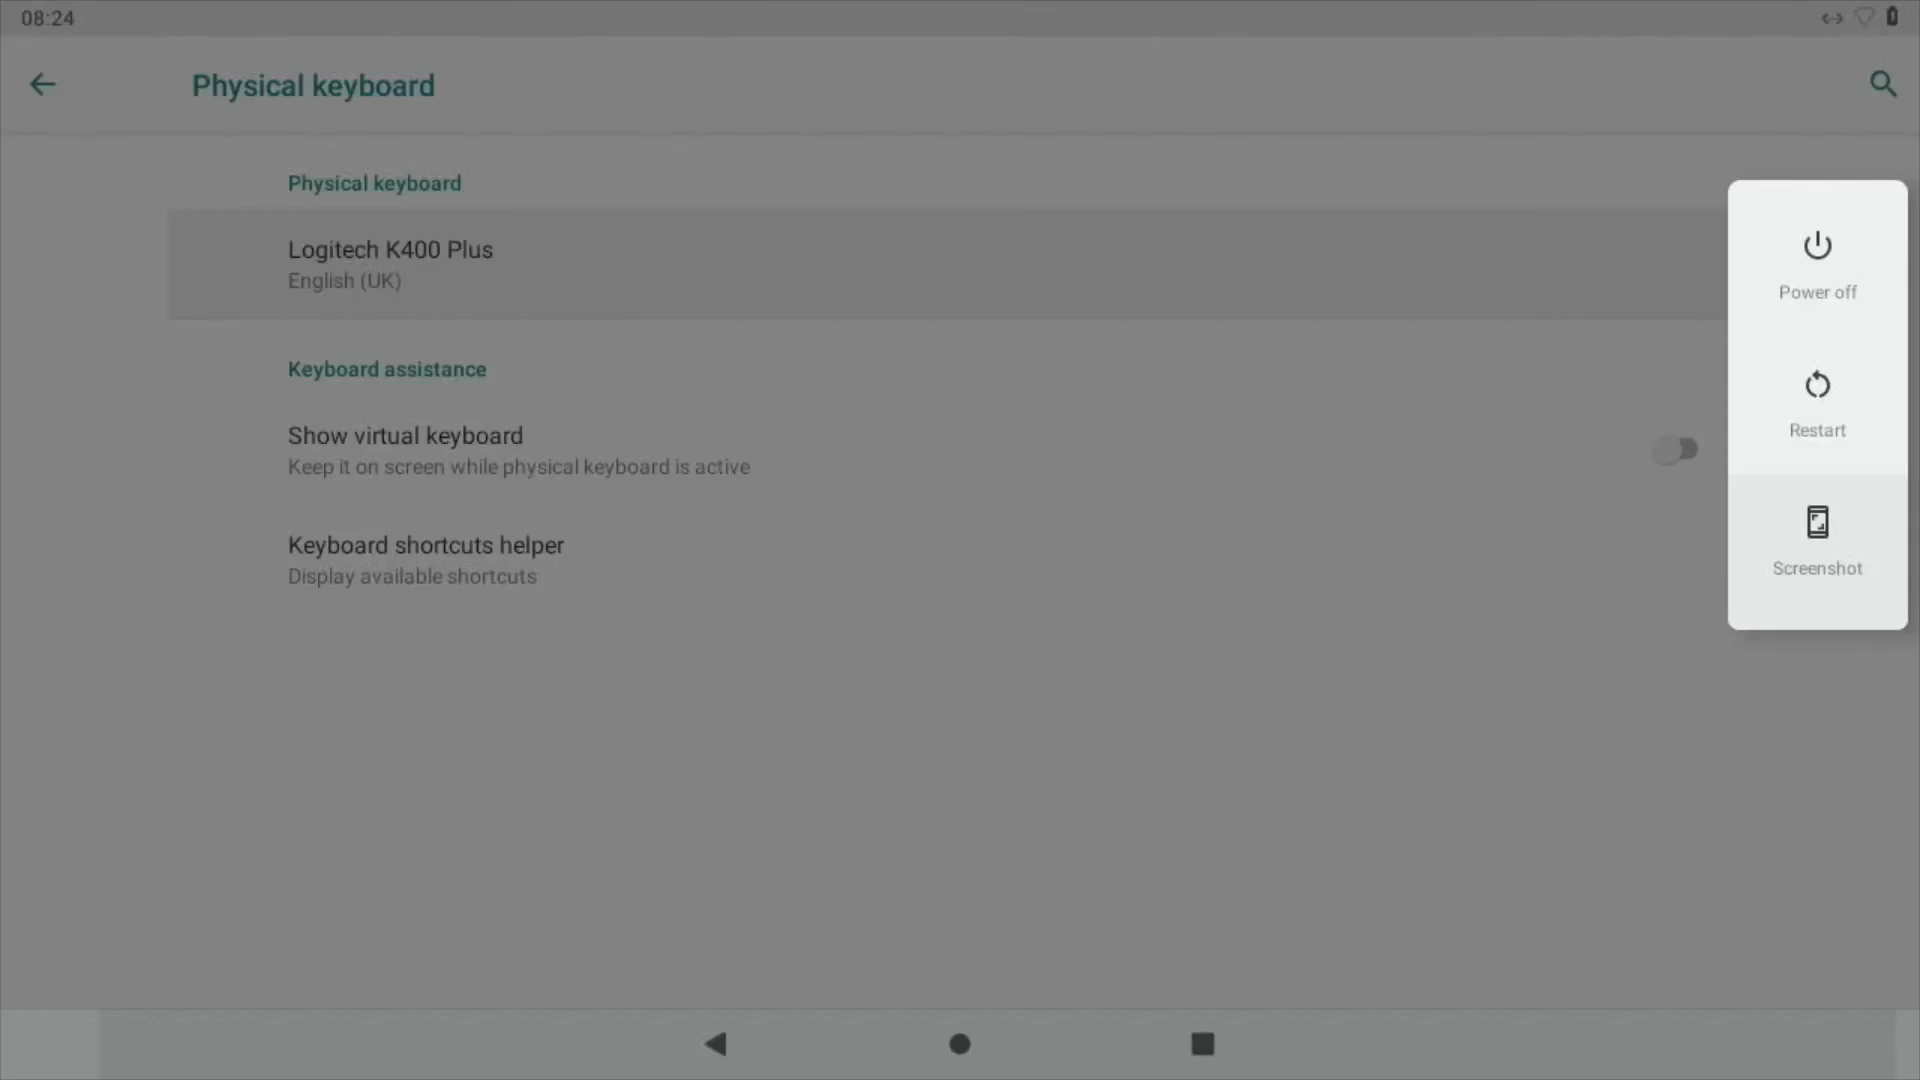 08:24
Physical keyboard
Physical keyboard
Logitech K400 Plus
English (UK)
Keyboard assistance
Show virtual keyboard
Keep it on screen while physical keyboard is active
Keyboard shortcuts helper
Display available shortcuts
Power off
Restart
Screenshot